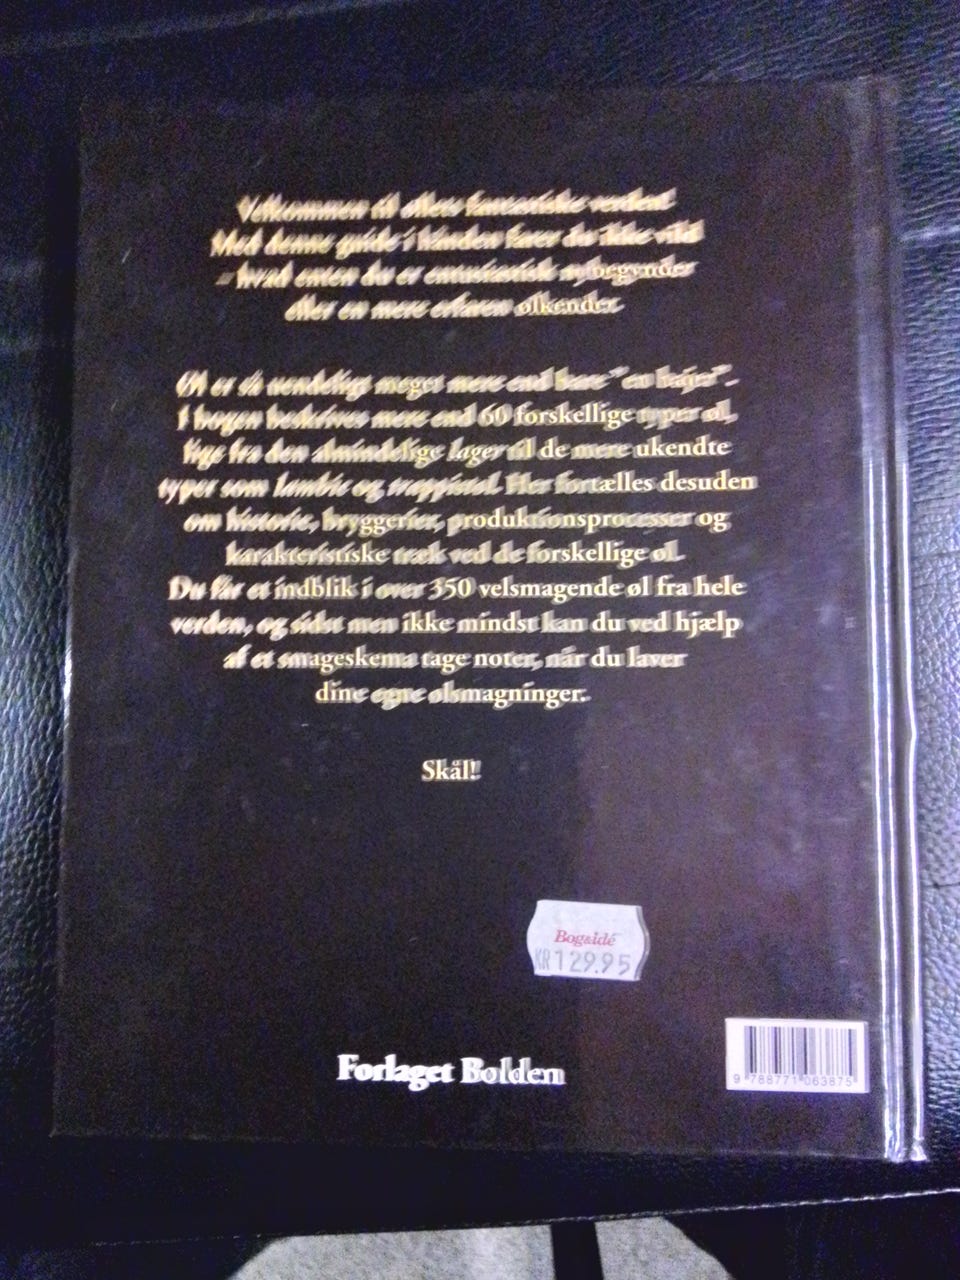 Velkommen til øllets fantastiske verden!
Med denne guide i hånden farer du ikke vild
– hvad enten du er entusiastisk nybegynder
eller en mere erfaren ølkender.
Øl er så uendeligt meget mere end bare "en bajer".
I bogen beskrives mere end 60 forskellige typer øl,
lige fra den almindelige lager til de mere ukendte
typer som lambic og trappistøl. Her fortælles desuden
om historie, bryggerier, produktionsprocesser og
karakteristiske træk ved de forskellige øl.
Du får et indblik i over 350 velsmagende øl fra hele
verden, og sidst men ikke mindst kan du ved hjælp
af et smageskema tage noter, når du laver
dine egne ølsmagninger.
Skål!
Bog&idé
KR 129.95
Forlaget Bolden
9 788771 063875